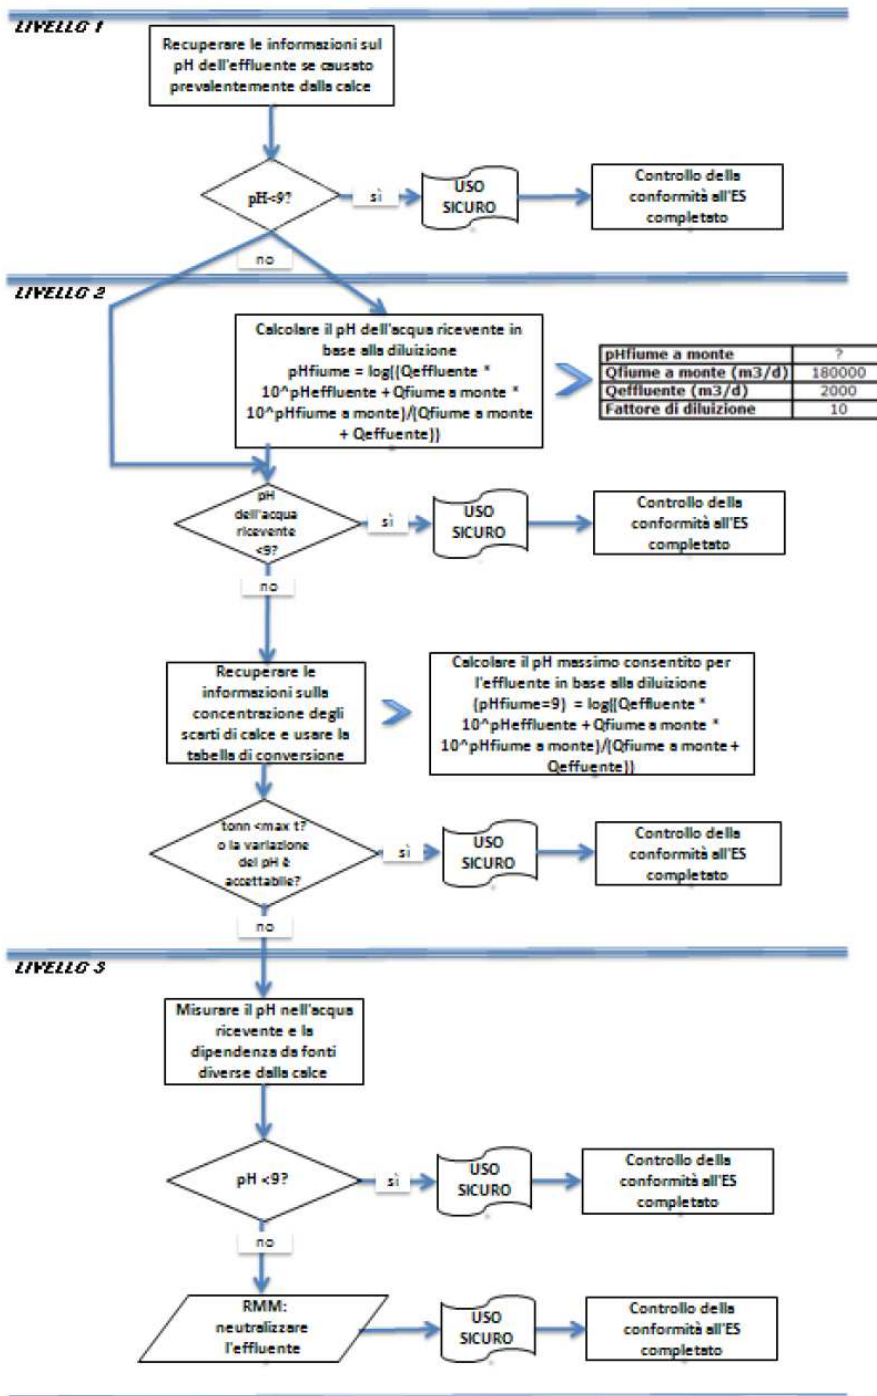 LIVELLO 1
Recuperare le informazioni sul
pH dell'effluente se causato
prevalentemente dalla calce
pH<9?
sì
USO
SICURO
Controllo della
conformità all'ES
completato
no
LIVELLO 2
Calcolare il pH dell'acqua ricevente in
base alla diluizione
pHfiume = log((Qeffluente *
10^pHeffluente + Qfiume a monte *
10^pHfiume a monte)/(Qfiume a monte
+ Qeffuente))
pHfiume a monte ?
Qfiume a monte (m3/d) 180000
Qeffluente (m3/d) 2000
Fattore di diluizione 10
pH
dell'acqua
ricevente
<9?
sì
USO
SICURO
Controllo della
conformità all'ES
completato
no
Recuperare le
informazioni sulla
concentrazione degli
scarti di calce e usare la
tabella di conversione
Calcolare il pH massimo consentito per
l'effluente in base alla diluizione
(pHfiume=9) = log((Qeffluente *
10^pHeffluente + Qfiume a monte *
10^pHfiume a monte)/(Qfiume a monte +
Qeffuente))
tonn <max t?
o la variazione
del pH è
accettabile?
sì
USO
SICURO
Controllo della
conformità all'ES
completato
no
LIVELLO 3
Misurare il pH nell'acqua
ricevente e la
dipendenza da fonti
diverse dalla calce
pH <9?
sì
USO
SICURO
Controllo della
conformità all'ES
completato
no
RMM:
neutralizzare
l'effluente
USO
SICURO
Controllo della
conformità all'ES
completato